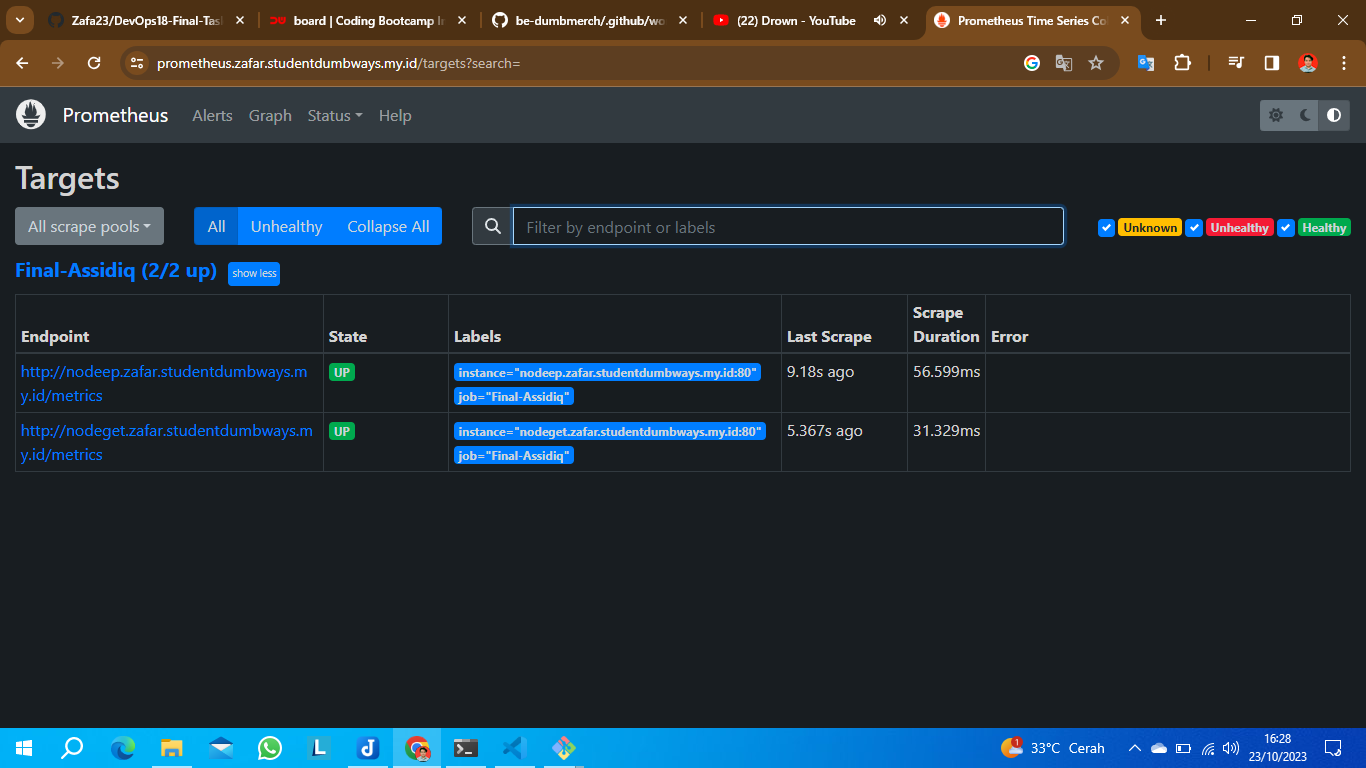 Zafa23/DevOps18-Final-Tas
board | Coding Bootcamp In
be-dumbmerch/.github/wo
(22) Drown - YouTube
Prometheus Time Series Co
prometheus.zafar.studentdumbways.my.id/targets?search=
Prometheus Alerts Graph Status Help
Targets
All scrape pools
All Unhealthy Collapse All
Filter by endpoint or labels
Unknown Unhealthy Healthy
Final-Assidiq (2/2 up) show less
Endpoint State Labels Last Scrape Scrape Duration Error
http://nodeep.zafar.studentdumbways.m
y.id/metrics
UP
instance="nodeep.zafar.studentdumbways.my.id:80"
job="Final-Assidiq"
9.18s ago
56.599ms
http://nodeget.zafar.studentdumbways.m
y.id/metrics
UP
instance="nodeget.zafar.studentdumbways.my.id:80"
job="Final-Assidiq"
5.367s ago
31.329ms
33°C Cerah
16:28
23/10/2023